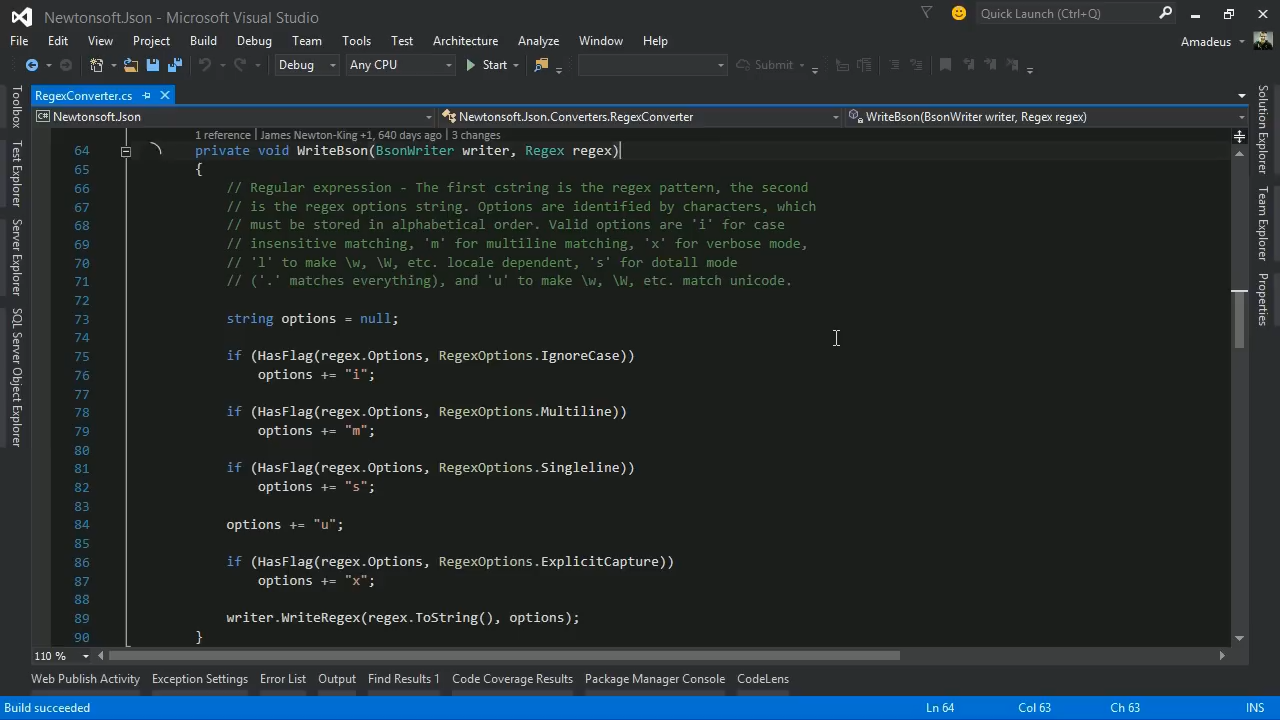 NewtonsoftJson - Microsoft Visual Studio
Quick Launch (Ctrl+Q)
File Edit View Project Build Debug Team Tools Test Architecture Analyze Window Help
Amadeus
Debug Any CPU Start Submit
RegexConverter.cs
Newtonsoft.Json Newtonsoft.Json.Converters.RegexConverter WriteBson(BsonWriter writer, Regex regex)
Toolbox
Test Explorer
Server Explorer
SQL Server Object Explorer
1 reference | James Newton-King +1, 640 days ago | 3 changes
64 private void WriteBson(BsonWriter writer, Regex regex)
65 {
66 // Regular expression - The first cstring is the regex pattern, the second
67 // is the regex options string. Options are identified by characters, which
68 // must be stored in alphabetical order. Valid options are 'i' for case
69 // insensitive matching, 'm' for multiline matching, 'x' for verbose mode,
70 // 'l' to make \w, \W, etc. locale dependent, 's' for dotall mode
71 // ('.' matches everything), and 'u' to make \w, \W, etc. match unicode.
72
73 string options = null;
74
75 if (HasFlag(regex.Options, RegexOptions.IgnoreCase))
76 options += "i";
77
78 if (HasFlag(regex.Options, RegexOptions.Multiline))
79 options += "m";
80
81 if (HasFlag(regex.Options, RegexOptions.Singleline))
82 options += "s";
83
84 options += "u";
85
86 if (HasFlag(regex.Options, RegexOptions.ExplicitCapture))
87 options += "x";
88
89 writer.WriteRegex(regex.ToString(), options);
90 }
Solution Explorer
Team Explorer
Properties
110 %
Web Publish Activity Exception Settings Error List Output Find Results 1 Code Coverage Results Package Manager Console CodeLens
Build succeeded Ln 64 Col 63 Ch 63 INS